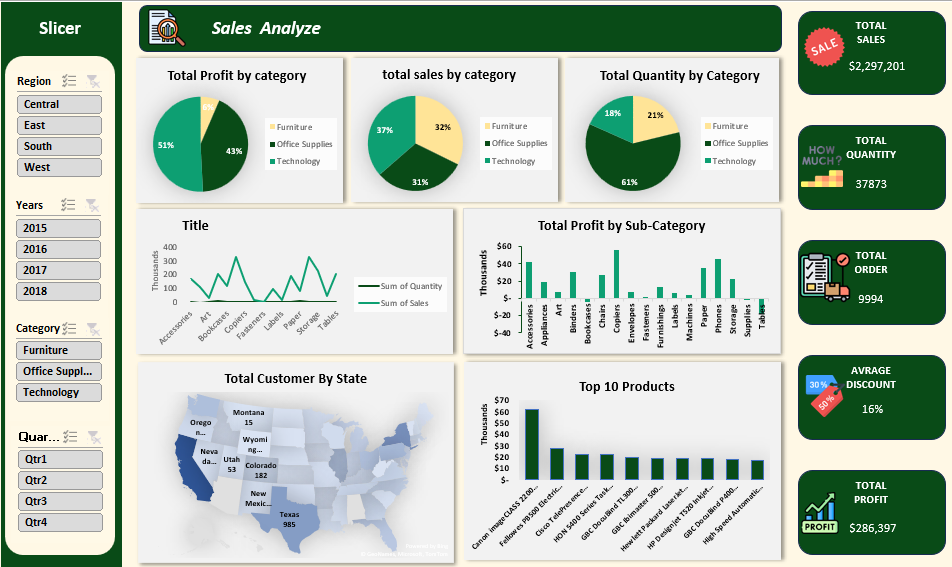 Slicer
Region
Central
East
South
West
Years
2015
2016
2017
2018
Category
Furniture
Office Suppl...
Technology
Quar...
Qtr1
Qtr2
Qtr3
Qtr4
Sales Analyze
Total Profit by category
6%
43%
51%
Furniture
Office Supplies
Technology
total sales by category
32%
31%
37%
Furniture
Office Supplies
Technology
Total Quantity by Category
21%
61%
18%
Furniture
Office Supplies
Technology
Title
Thousands
400
300
200
100
0
Accessories
Art
Bookcases
Copiers
Fasteners
Labels
Paper
Storage
Tables
Sum of Quantity
Sum of Sales
Total Profit by Sub-Category
Thousands
$60
$40
$20
$-
$-20
$-40
Accessories
Appliances
Art
Binders
Bookcases
Chairs
Copiers
Envelopes
Fasteners
Furnishings
Labels
Machines
Paper
Phones
Storage
Supplies
Tables
Total Customer By State
Orego
n...
Montana
15
Wyomi
ng...
Neva
da...
Utah
53
Colorado
182
New
Mexic...
Texas
985
Top 10 Products
Thousands
$70
$60
$50
$40
$30
$20
$10
$-
Canon imageCLASS 2200...
Fellowes PB500 Electric...
Cisco TelePresence...
HON 5400 Series Task...
GBC DocuBind TL300...
GBC Ibimaster 500...
Hewlett Packard LaserJet...
HP Designjet T520 Inkjet...
GBC DocuBind P400...
High Speed Automatic...
SALE
TOTAL
SALES
$2,297,201
HOW
MUCH?
TOTAL
QUANTITY
37873
TOTAL
ORDER
9994
30%
50%
AVRAGE
DISCOUNT
16%
PROFIT
TOTAL
PROFIT
$286,397